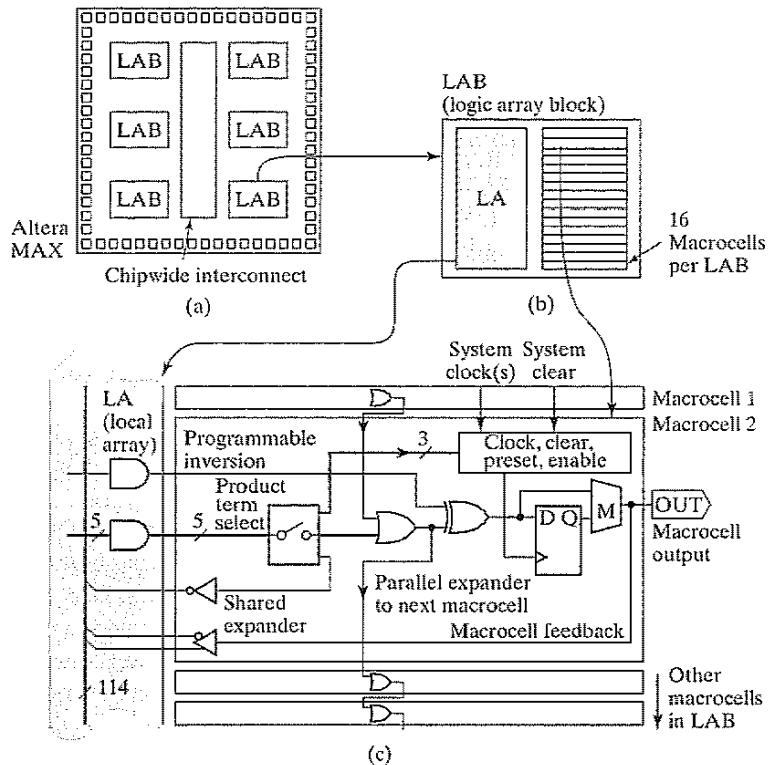 LAB
LAB
LAB
LAB
LAB
LAB
Altera
MAX
Chipwide interconnect
(a)
LAB
(logic array block)
LA
16
Macrocells
per LAB
(b)
System
clock(s)
System
clear
LA
(local
array)
Macrocell 1
Macrocell 2
Programmable
inversion
3
Clock, clear,
preset, enable
Product
term
select
5
5
D Q
M
OUT
Macrocell
output
Parallel expander
to next macrocell
Shared
expander
Macrocell feedback
114
Other
macrocells
in LAB
(c)